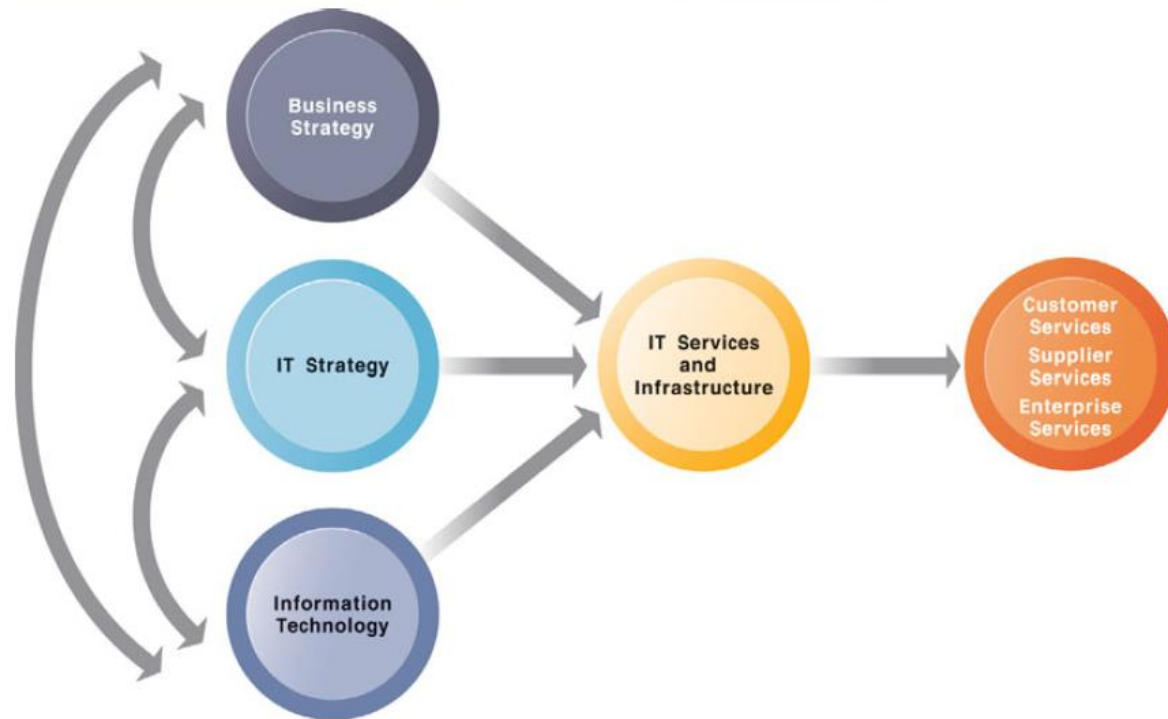 Business
Strategy
IT Strategy
Information
Technology
IT Services
and
Infrastructure
Customer
Services
Supplier
Services
Enterprise
Services